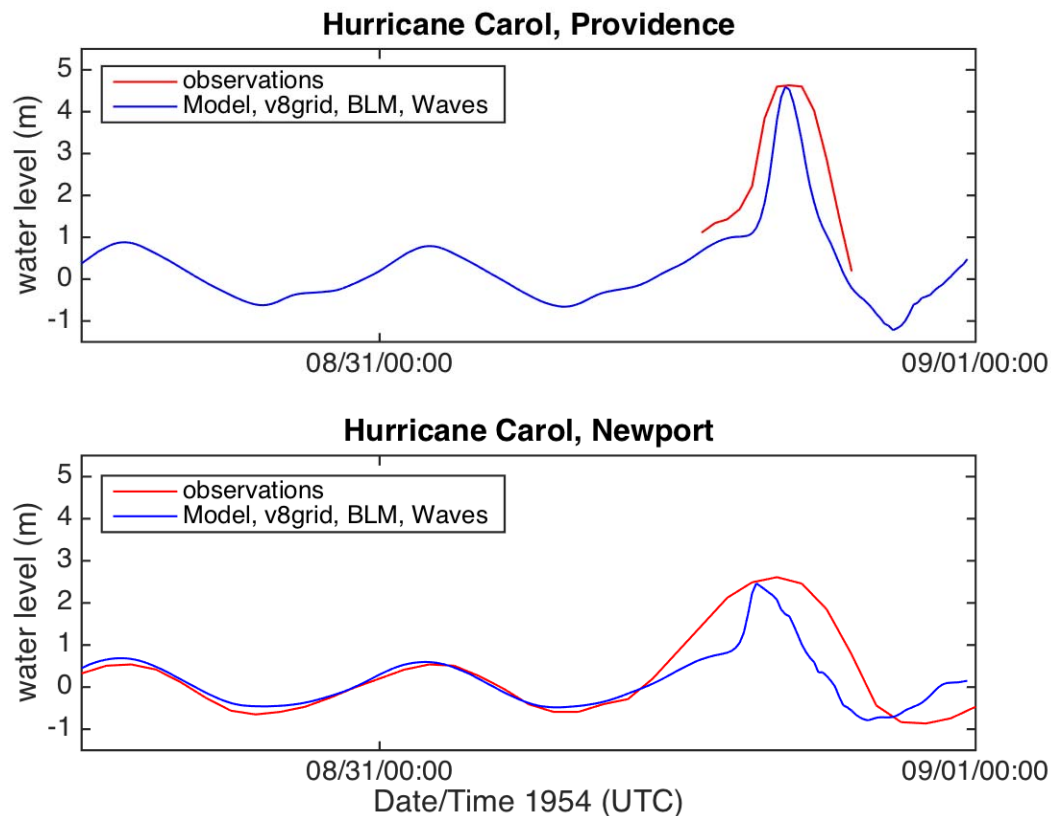 Hurricane Carol, Providence
5
4
3
2
1
0
-1
water level (m)
observations
Model, v8grid, BLM, Waves
08/31/00:00
09/01/00:00
Hurricane Carol, Newport
5
4
3
2
1
0
-1
water level (m)
observations
Model, v8grid, BLM, Waves
08/31/00:00
09/01/00:00
Date/Time 1954 (UTC)